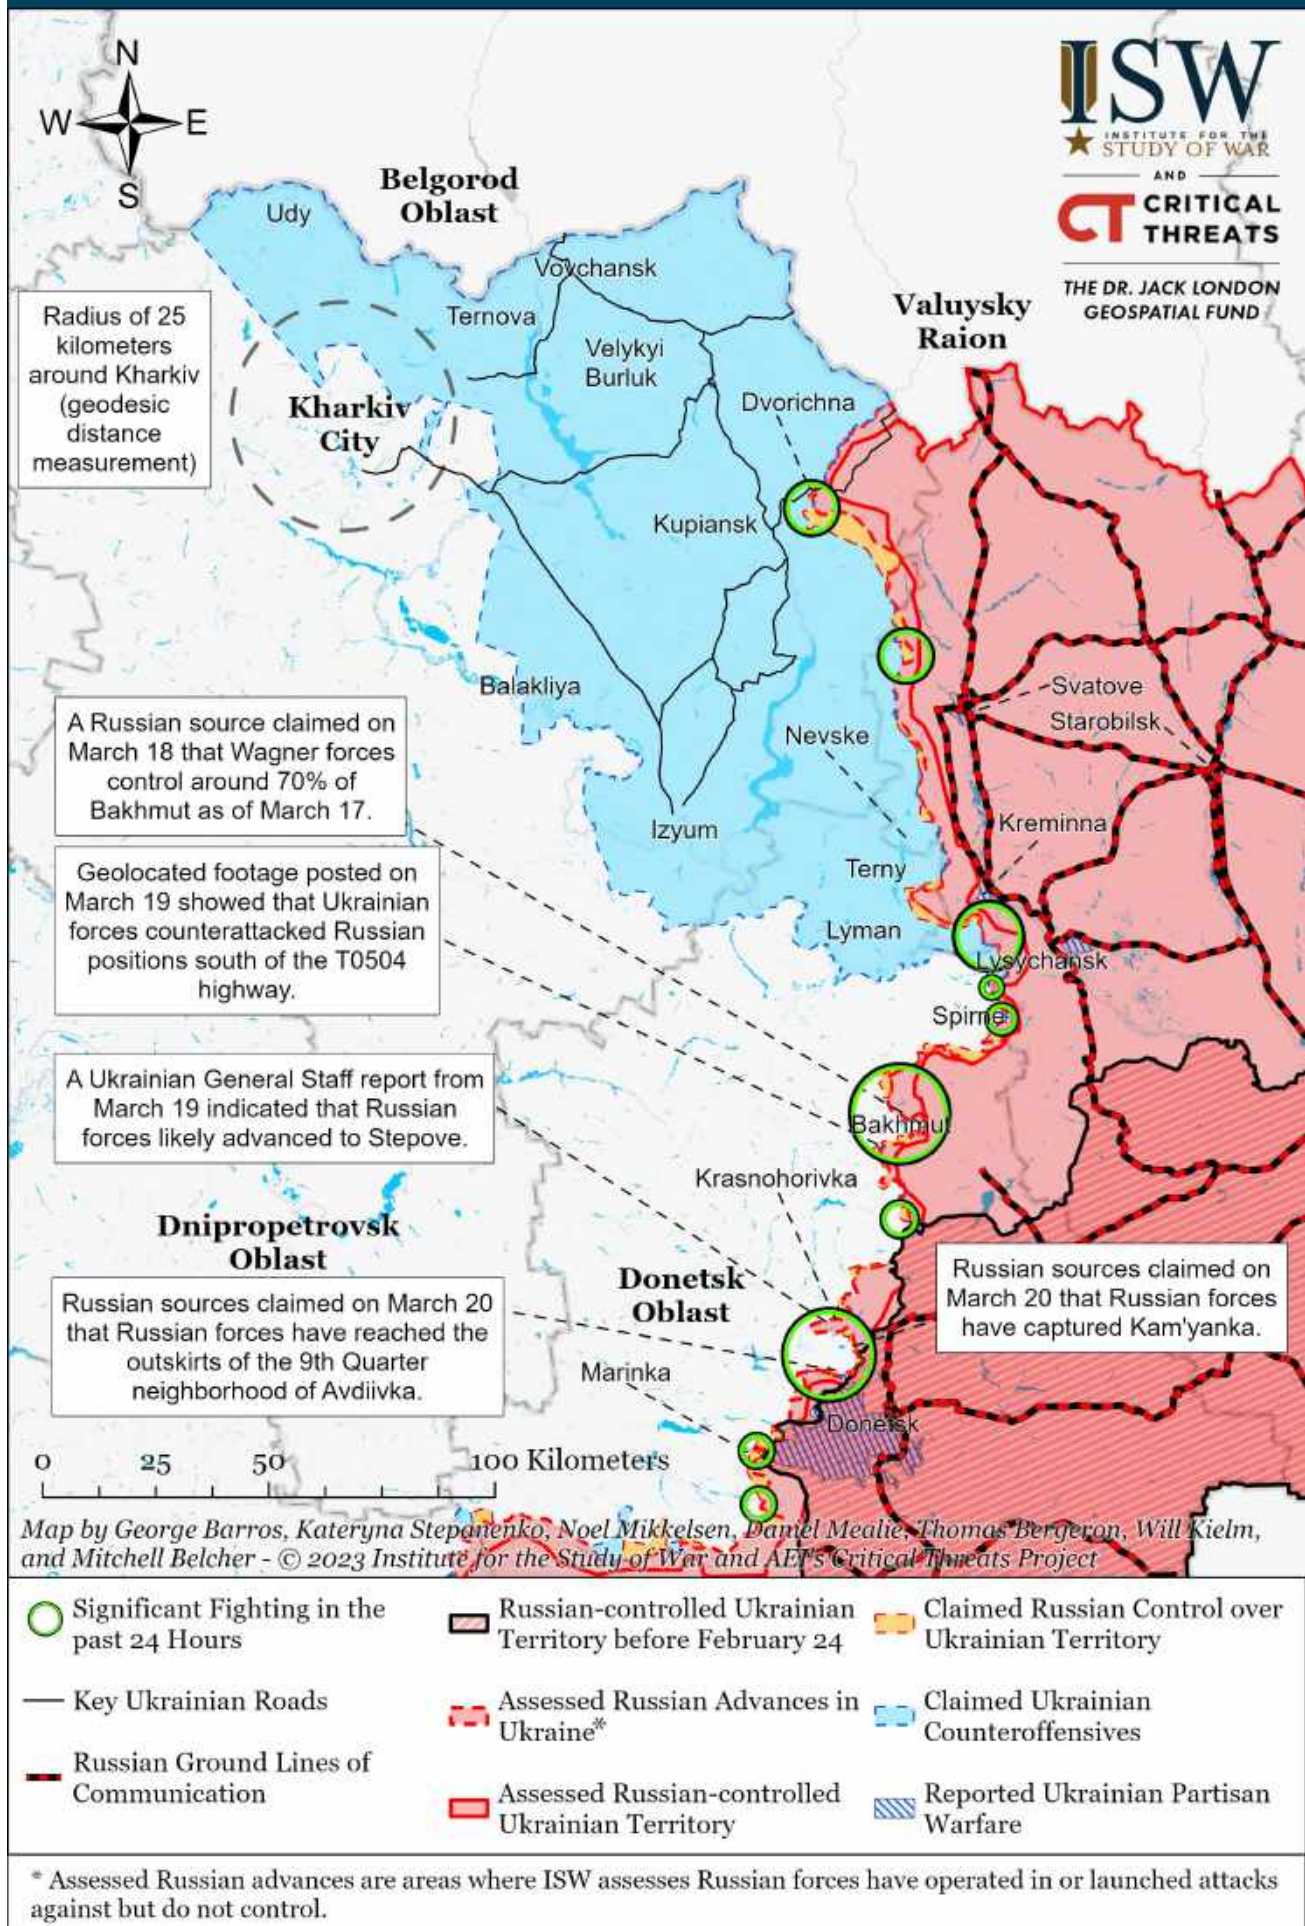 N
W
E
S
ISW
INSTITUTE FOR THE
STUDY OF WAR
AND
CT CRITICAL
THREATS
THE DR. JACK LONDON
GEOSPATIAL FUND
Belgorod
Oblast
Udy
Vovchansk
Ternova
Velykyi
Burluk
Valuysky
Raion
Radius of 25
kilometers
around Kharkiv
(geodesic
distance
measurement)
Kharkiv
City
Dvorichna
Kupiansk
Balakliya
Svatove
Starobilsk
Nevske
A Russian source claimed on
March 18 that Wagner forces
control around 70% of
Bakhmut as of March 17.
Izyum
Kreminna
Terny
Geolocated footage posted on
March 19 showed that Ukrainian
forces counterattacked Russian
positions south of the T0504
highway.
Lyman
Lysychansk
Spirne
A Ukrainian General Staff report from
March 19 indicated that Russian
forces likely advanced to Stepove.
Bakhmut
Krasnohorivka
Dnipropetrovsk
Oblast
Donetsk
Oblast
Russian sources claimed on
March 20 that Russian forces
have captured Kam'yanka.
Russian sources claimed on March 20
that Russian forces have reached the
outskirts of the 9th Quarter
neighborhood of Avdiivka.
Marinka
Donetsk
0 25 50 100 Kilometers
Map by George Barros, Kateryna Stepanenko, Noel Mikkelsen, Daniel Mealie, Thomas Bergeron, Will Kielm,
and Mitchell Belcher - © 2023 Institute for the Study of War and AEI's Critical Threats Project
Significant Fighting in the
past 24 Hours
Key Ukrainian Roads
Russian Ground Lines of
Communication
Russian-controlled Ukrainian
Territory before February 24
Assessed Russian Advances in
Ukraine*
Assessed Russian-controlled
Ukrainian Territory
Claimed Russian Control over
Ukrainian Territory
Claimed Ukrainian
Counteroffensives
Reported Ukrainian Partisan
Warfare
* Assessed Russian advances are areas where ISW assesses Russian forces have operated in or launched attacks
against but do not control.